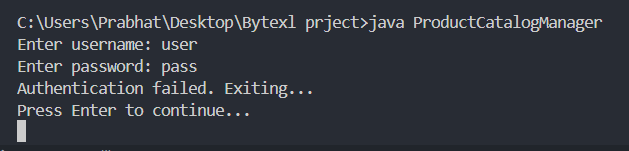 C:\Users\Prabhat\Desktop\Bytexl prject>java ProductCatalogManager
Enter username: user
Enter password: pass
Authentication failed. Exiting...
Press Enter to continue...